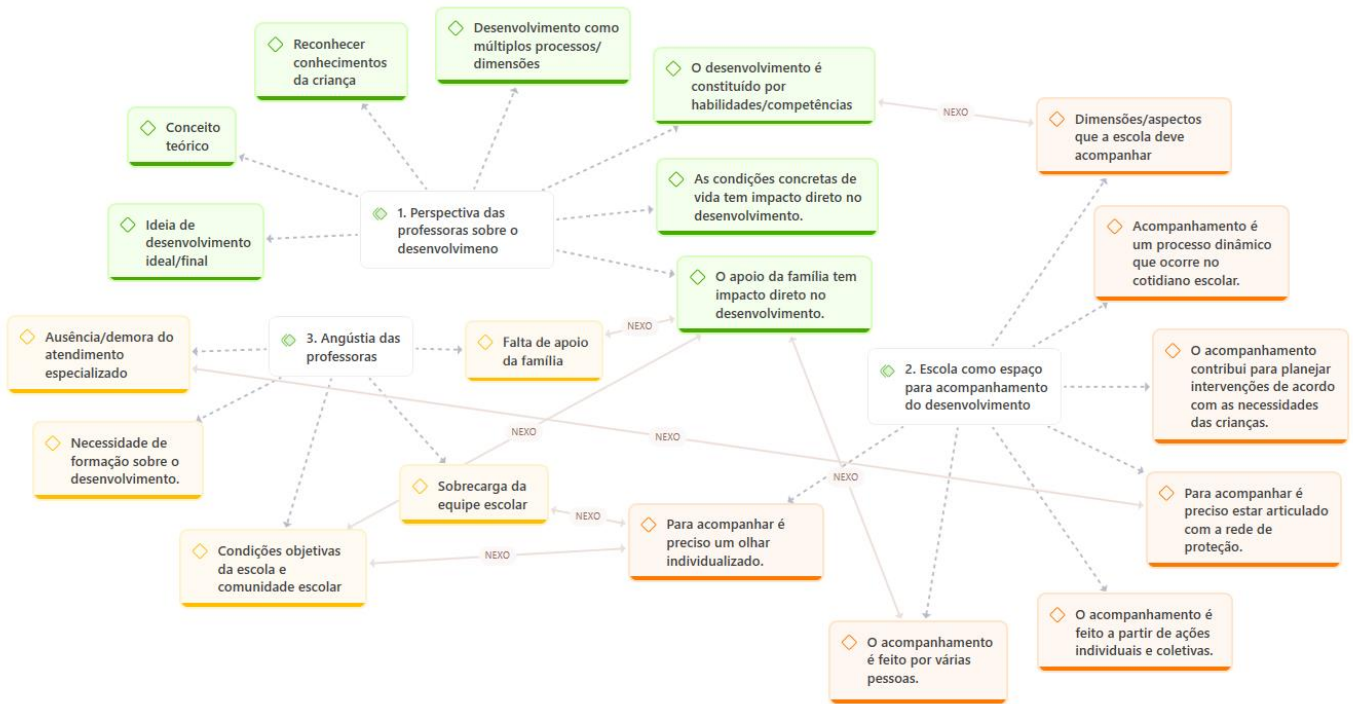 Reconhecer
conhecimentos
da criança
Desenvolvimento como
múltiplos processos/
dimensões
O desenvolvimento é
constituído por
habilidades/competências
NEXO
Dimensões/aspectos
que a escola deve
acompanhar
Conceito
teórico
As condições concretas de
vida tem impacto direto no
desenvolvimento.
1. Perspectiva das
professoras sobre o
desenvolvimeno
Ideia de
desenvolvimento
ideal/final
Acompanhamento é
um processo dinâmico
que ocorre no
cotidiano escolar.
O apoio da família tem
impacto direto no
desenvolvimento.
NEXO
Ausência/demora do
atendimento
especializado
3. Angústia das
professoras
Falta de apoio
da família
2. Escola como espaço
para acompanhamento
do desenvolvimento
O acompanhamento
contribui para planejar
intervenções de acordo
com as necessidades
das crianças.
NEXO
NEXO
Necessidade de
formação sobre o
desenvolvimento.
NEXO
Sobrecarga da
equipe escolar
NEXO
Para acompanhar é
preciso um olhar
individualizado.
Para acompanhar é
preciso estar articulado
com a rede de
proteção.
Condições objetivas
da escola e
comunidade escolar
NEXO
O acompanhamento é
feito a partir de ações
individuais e coletivas.
O acompanhamento
é feito por várias
pessoas.